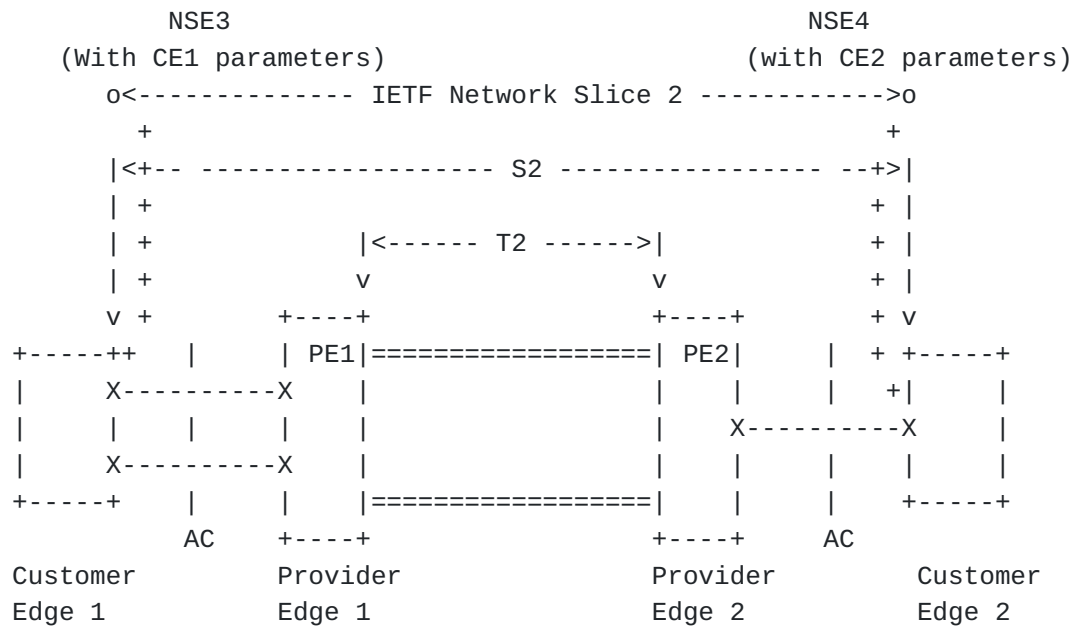 NSE3 NSE4
(With CE1 parameters) (with CE2 parameters)
o<-------------- IETF Network Slice 2 ------------>o
+ +
|<+-- ------------------- S2 ----------------- --+>|
| + + |
| + |<------ T2 ------>| + |
| + v v + |
v + +----+ +----+ + v
+-----++ | | PE1|==================| PE2| | + +-----+
| X----------X | | | | +| |
| | | | | | X----------X |
| X----------X | | | | | |
+-----+ | | |==================| | | +-----+
AC +----+ +----+ AC
Customer Provider Provider Customer
Edge 1 Edge 1 Edge 2 Edge 2